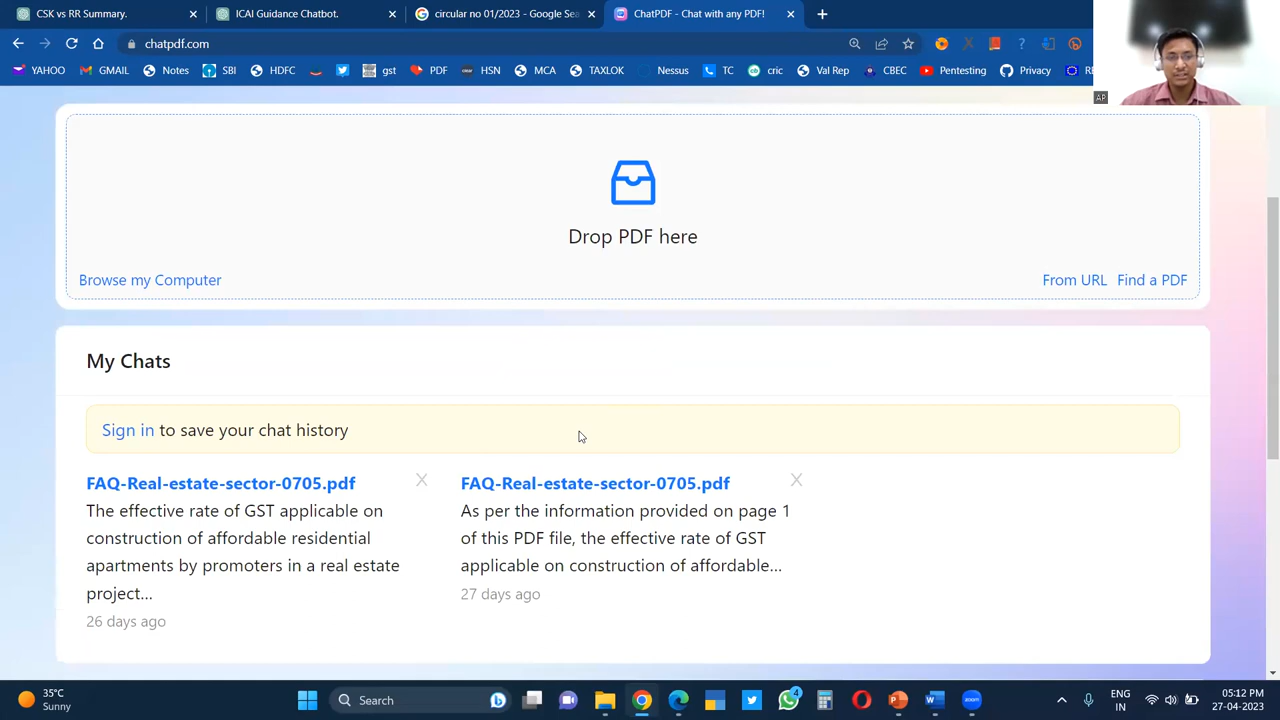 CSK vs RR Summary.
ICAI Guidance Chatbot.
circular no 01/2023 - Google Sea
ChatPDF - Chat with any PDF!
chatpdf.com
YAHOO GMAIL Notes SBI HDFC gst PDF HSN MCA TAXLOK Nessus TC cric Val Rep CBEC Pentesting Privacy
AP
Drop PDF here
Browse my Computer
From URL Find a PDF
My Chats
Sign in to save your chat history
FAQ-Real-estate-sector-0705.pdf X
The effective rate of GST applicable on
construction of affordable residential
apartments by promoters in a real estate
project...
26 days ago
FAQ-Real-estate-sector-0705.pdf X
As per the information provided on page 1
of this PDF file, the effective rate of GST
applicable on construction of affordable...
27 days ago
35°C
Sunny
Search
4
ENG
IN
05:12 PM
27-04-2023